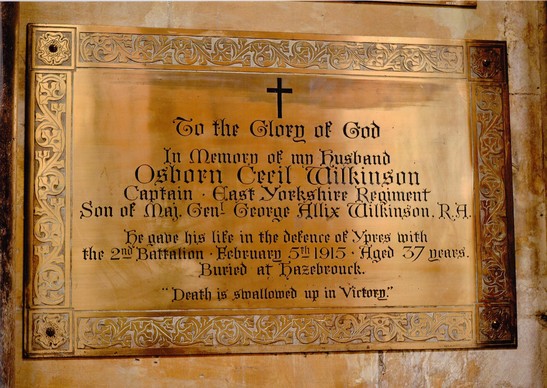 To the Glory of God
In Memory of my Husband
Osborn Cecil Wilkinson
Captain · East Yorkshire Regiment
Son of Maj. Genl. George Allix Wilkinson. R.A.
He gave his life in the defence of Ypres with
the 2nd Battalion · February 5th 1915 · Aged 37 years.
Buried at Hazebrouck.
"Death is swallowed up in Victory."